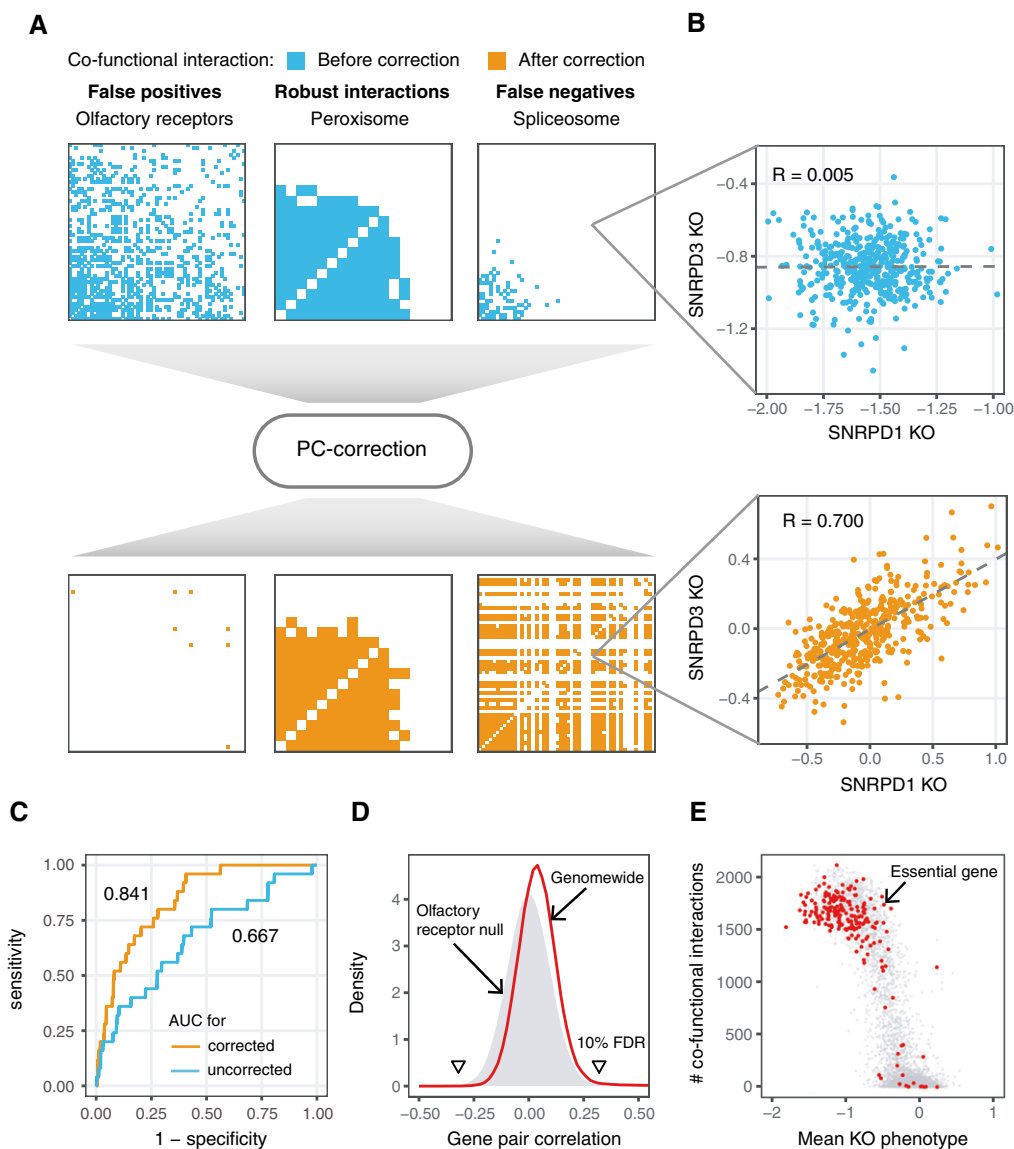 A
Co-functional interaction: Before correction After correction
False positives
Olfactory receptors
Robust interactions
Peroxisome
False negatives
Spliceosome
PC-correction
B
R = 0.005
SNRPD3 KO
−0.4
−0.8
−1.2
−2.00 −1.75 −1.50 −1.25 −1.00
SNRPD1 KO
R = 0.700
SNRPD3 KO
0.4
0.0
−0.4
−0.5 0.0 0.5 1.0
SNRPD1 KO
C
sensitivity
1.00
0.75
0.50
0.25
0.00
0.841
0.667
AUC for
corrected
uncorrected
0.00 0.25 0.50 0.75 1.00
1 − specificity
D
Density
4
3
2
1
0
Genomewide
Olfactory
receptor null
10% FDR
−0.50 −0.25 0.00 0.25 0.50
Gene pair correlation
E
# co-functional interactions
2000
1500
1000
500
0
Essential gene
−2 −1 0 1
Mean KO phenotype